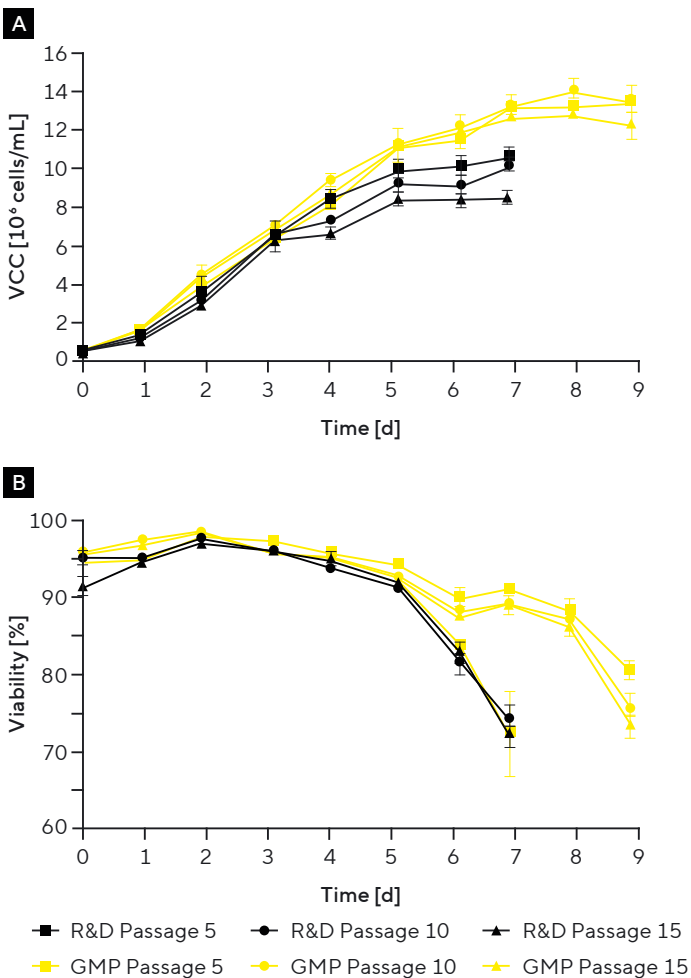 A
VCC [10⁶ cells/mL]
16
14
12
10
8
6
4
2
0
0 1 2 3 4 5 6 7 8 9
Time [d]
B
Viability [%]
100
90
80
70
60
0 1 2 3 4 5 6 7 8 9
Time [d]
R&D Passage 5 R&D Passage 10 R&D Passage 15
GMP Passage 5 GMP Passage 10 GMP Passage 15